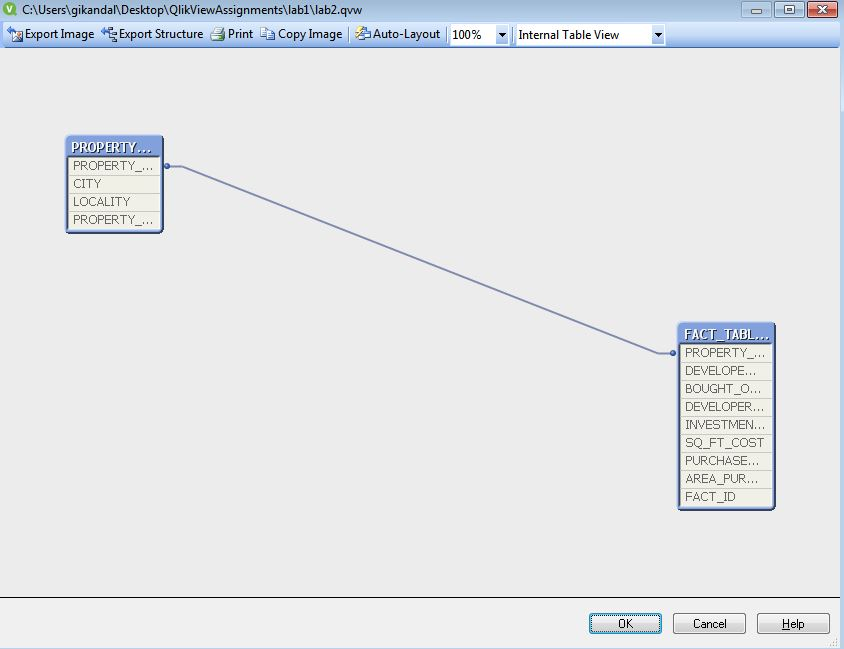 C:\Users\gikandal\Desktop\QlikViewAssignments\lab1\lab2.qvw
Export Image Export Structure Print Copy Image Auto-Layout 100% Internal Table View
PROPERTY...
PROPERTY_...
CITY
LOCALITY
PROPERTY_...
FACT_TABL...
PROPERTY_...
DEVELOPE...
BOUGHT_O...
DEVELOPER...
INVESTMEN...
SQ_FT_COST
PURCHASE...
AREA_PUR...
FACT_ID
OK Cancel Help